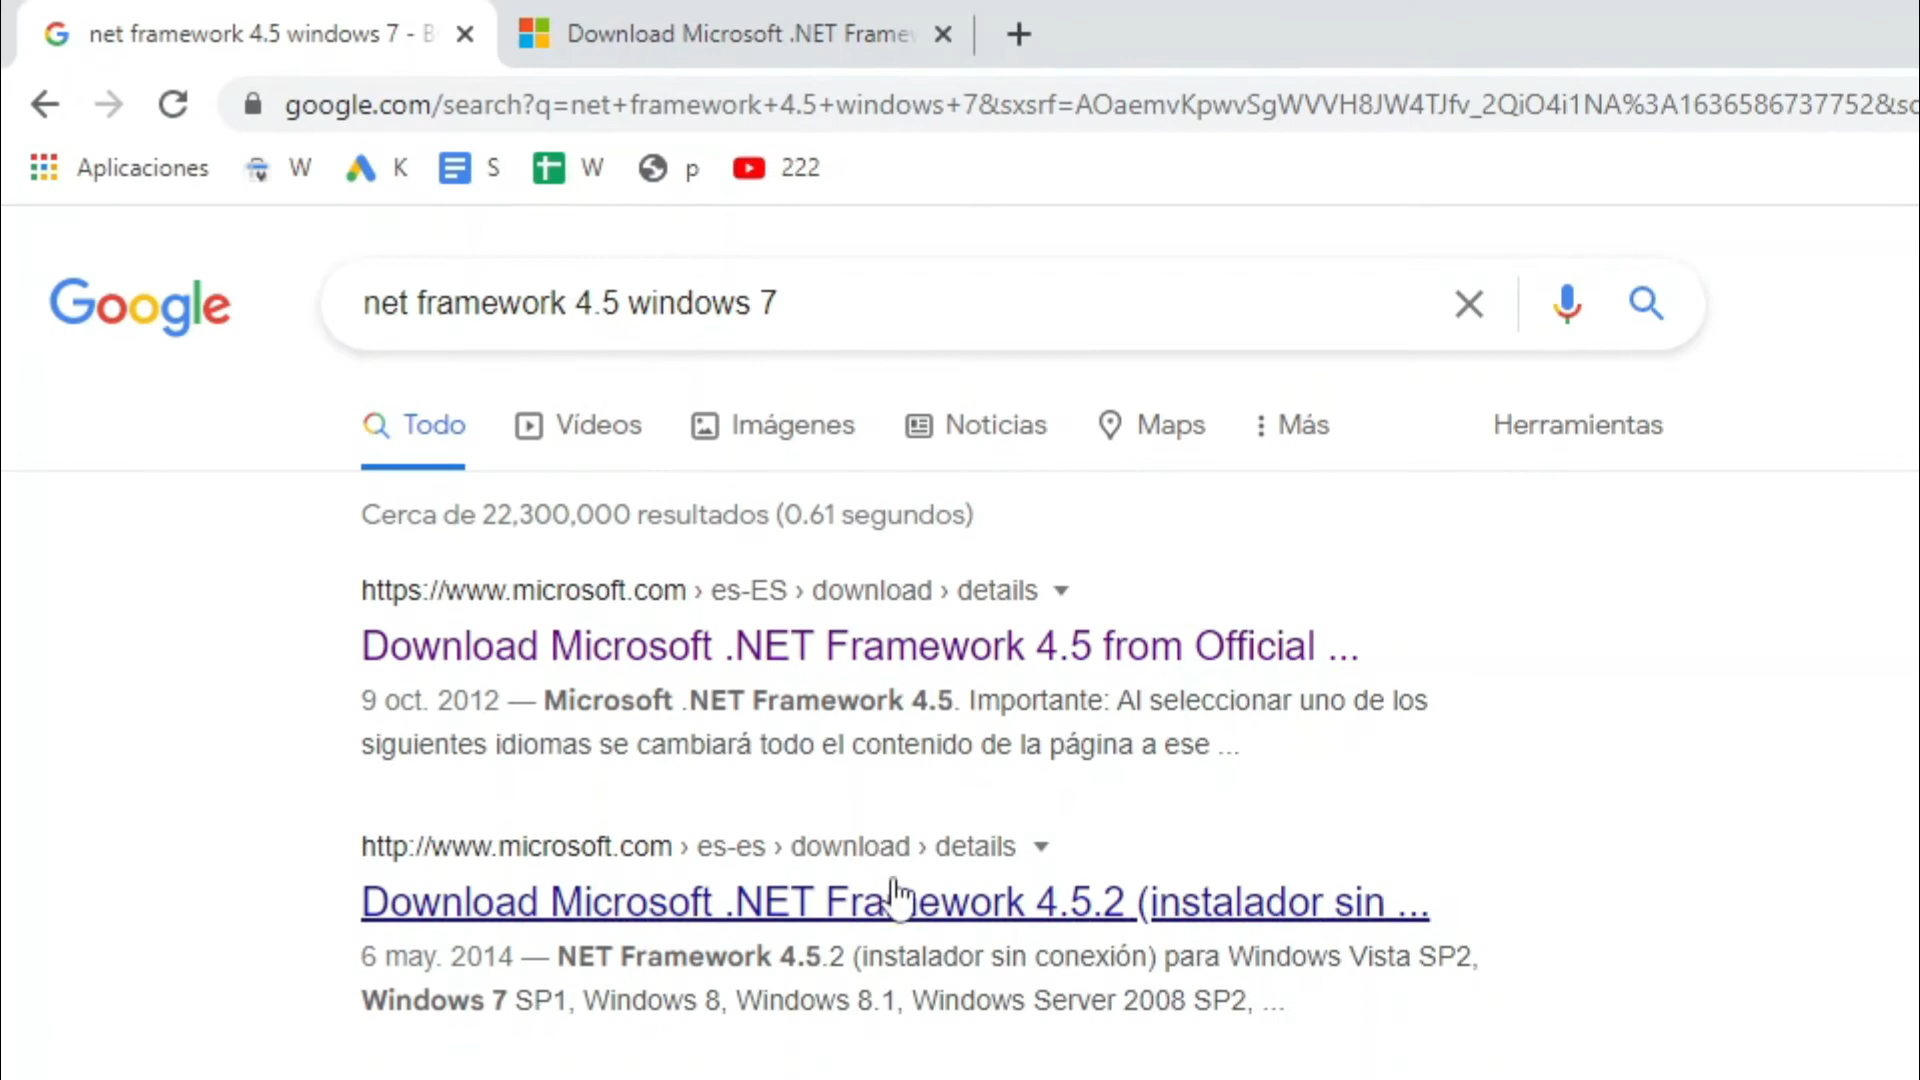 net framework 4.5 windows 7 -
Download Microsoft .NET Frame
google.com/search?q=net+framework+4.5+windows+7&sxsrf=AOaemvKpwvSgWVVH8JW4TJfv_2QiO4i1NA%3A1636586737752&sc
Aplicaciones W K S W p 222
Google
net framework 4.5 windows 7
Todo Vídeos Imágenes Noticias Maps Más Herramientas
Cerca de 22,300,000 resultados (0.61 segundos)
https://www.microsoft.com › es-ES › download › details
Download Microsoft .NET Framework 4.5 from Official ...
9 oct. 2012 — Microsoft .NET Framework 4.5. Importante: Al seleccionar uno de los
siguientes idiomas se cambiará todo el contenido de la página a ese ...
http://www.microsoft.com › es-es › download › details
Download Microsoft .NET Framework 4.5.2 (instalador sin ...
6 may. 2014 — NET Framework 4.5.2 (instalador sin conexión) para Windows Vista SP2,
Windows 7 SP1, Windows 8, Windows 8.1, Windows Server 2008 SP2, ...